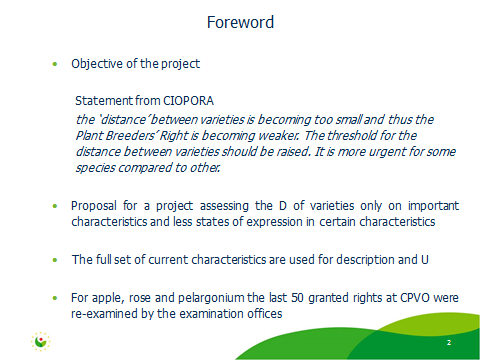 Foreword
• Objective of the project
Statement from CIOPORA
the ‘distance’ between varieties is becoming too small and thus the
Plant Breeders’ Right is becoming weaker. The threshold for the
distance between varieties should be raised. It is more urgent for some
species compared to other.
• Proposal for a project assessing the D of varieties only on important
characteristics and less states of expression in certain characteristics
• The full set of current characteristics are used for description and U
• For apple, rose and pelargonium the last 50 granted rights at CPVO were
re-examined by the examination offices
2